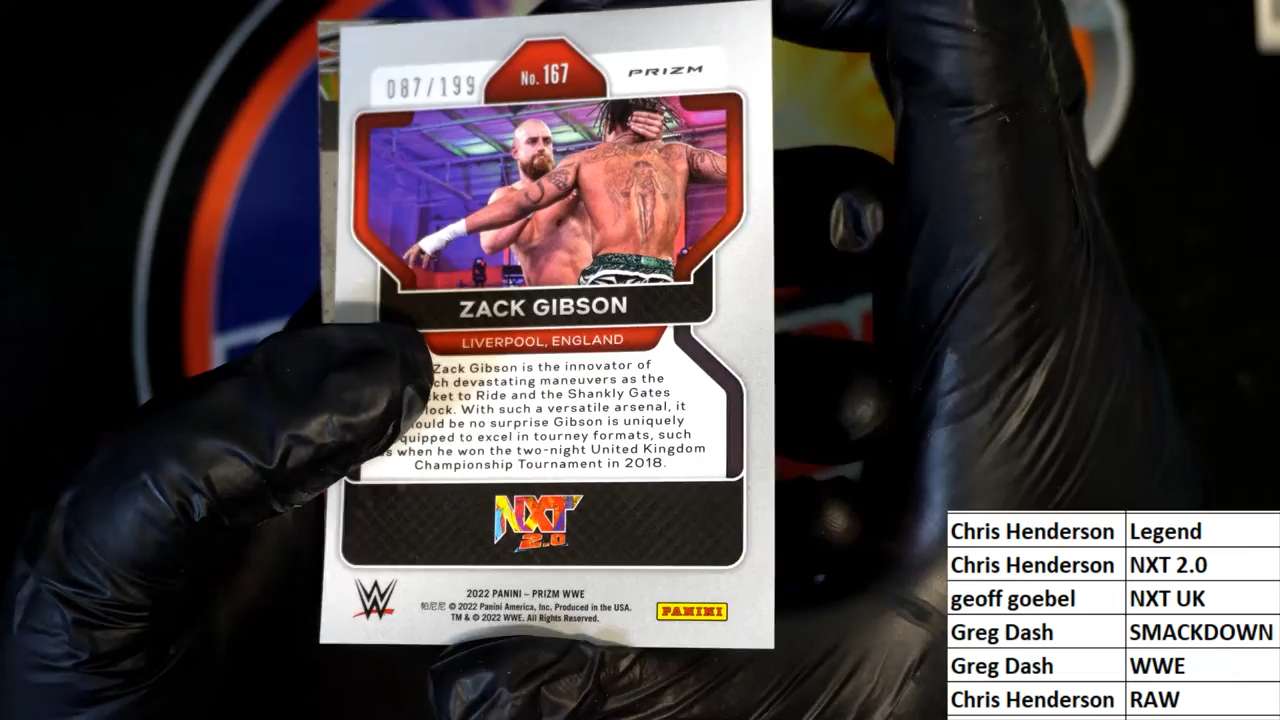 087/199
No. 167
PRIZM
ZACK GIBSON
LIVERPOOL, ENGLAND
Zack Gibson is the innovator of
ch devastating maneuvers as the
ket to Ride and the Shankly Gates
lock. With such a versatile arsenal, it
ould be no surprise Gibson is uniquely
quipped to excel in tourney formats, such
s when he won the two-night United Kingdom
Championship Tournament in 2018.
NXT
2.0
W
2022 PANINI – PRIZM WWE
帕尼尼 © 2022 Panini America, Inc. Produced in the USA.
TM & © 2022 WWE. All Rights Reserved.
PANINI
Chris Henderson Legend
Chris Henderson NXT 2.0
geoff goebel NXT UK
Greg Dash SMACKDOWN
Greg Dash WWE
Chris Henderson RAW